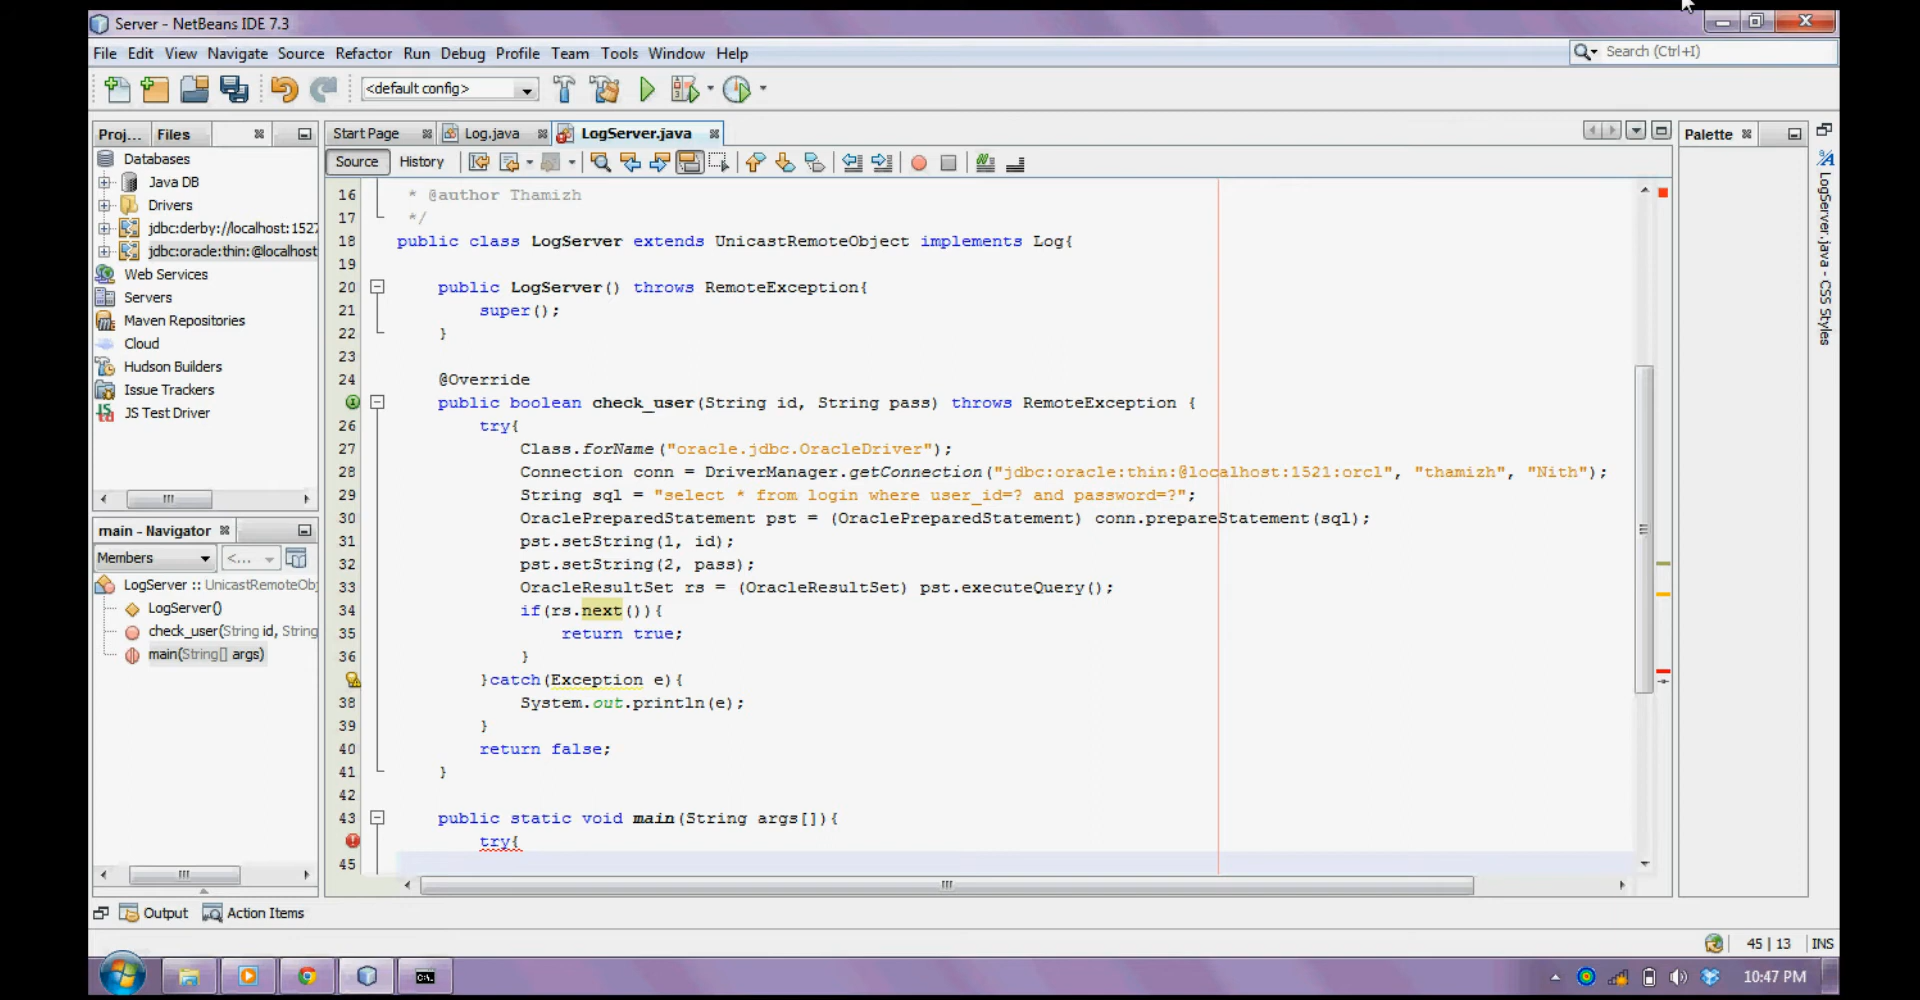 Server - NetBeans IDE 7.3
File Edit View Navigate Source Refactor Run Debug Profile Team Tools Window Help
Search (Ctrl+I)
<default config>
Proj... Files
Start Page Log.java LogServer.java
Palette
Source History
Databases
Java DB
Drivers
jdbc:derby://localhost:1527
jdbc:oracle:thin:@localhost
Web Services
Servers
Maven Repositories
Cloud
Hudson Builders
Issue Trackers
JS Test Driver
main - Navigator
Members <...
LogServer :: UnicastRemoteObj
LogServer()
check_user(String id, String
main(String[] args)
16 * @author Thamizh
17 */
18 public class LogServer extends UnicastRemoteObject implements Log{
19
20 public LogServer() throws RemoteException{
21 super();
22 }
23
24 @Override
public boolean check_user(String id, String pass) throws RemoteException {
26 try{
27 Class.forName("oracle.jdbc.OracleDriver");
28 Connection conn = DriverManager.getConnection("jdbc:oracle:thin:@localhost:1521:orcl", "thamizh", "Nith");
29 String sql = "select * from login where user_id=? and password=?";
30 OraclePreparedStatement pst = (OraclePreparedStatement) conn.prepareStatement(sql);
31 pst.setString(1, id);
32 pst.setString(2, pass);
33 OracleResultSet rs = (OracleResultSet) pst.executeQuery();
34 if(rs.next()){
35 return true;
36 }
}catch(Exception e){
38 System.out.println(e);
39 }
40 return false;
41 }
42
43 public static void main(String args[]){
try{
45
LogServer.java - CSS Styles
Output Action Items
45 | 13 INS
10:47 PM